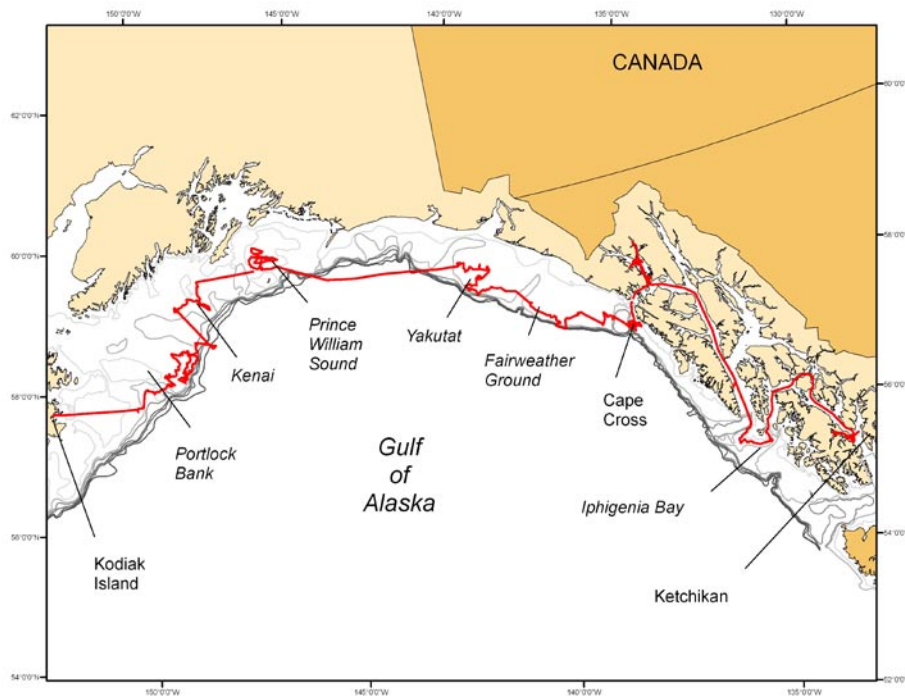 150°0'0"W
145°0'0"W
140°0'0"W
135°0'0"W
130°0'0"W
CANADA
62°0'0"N
60°0'0"N
60°0'0"N
58°0'0"N
58°0'0"N
56°0'0"N
56°0'0"N
54°0'0"N
54°0'0"N
52°0'0"N
Prince
William
Sound
Yakutat
Kenai
Fairweather
Ground
Cape
Cross
Portlock
Bank
Gulf
of
Alaska
Iphigenia Bay
Kodiak
Island
Ketchikan
150°0'0"W
145°0'0"W
140°0'0"W
135°0'0"W